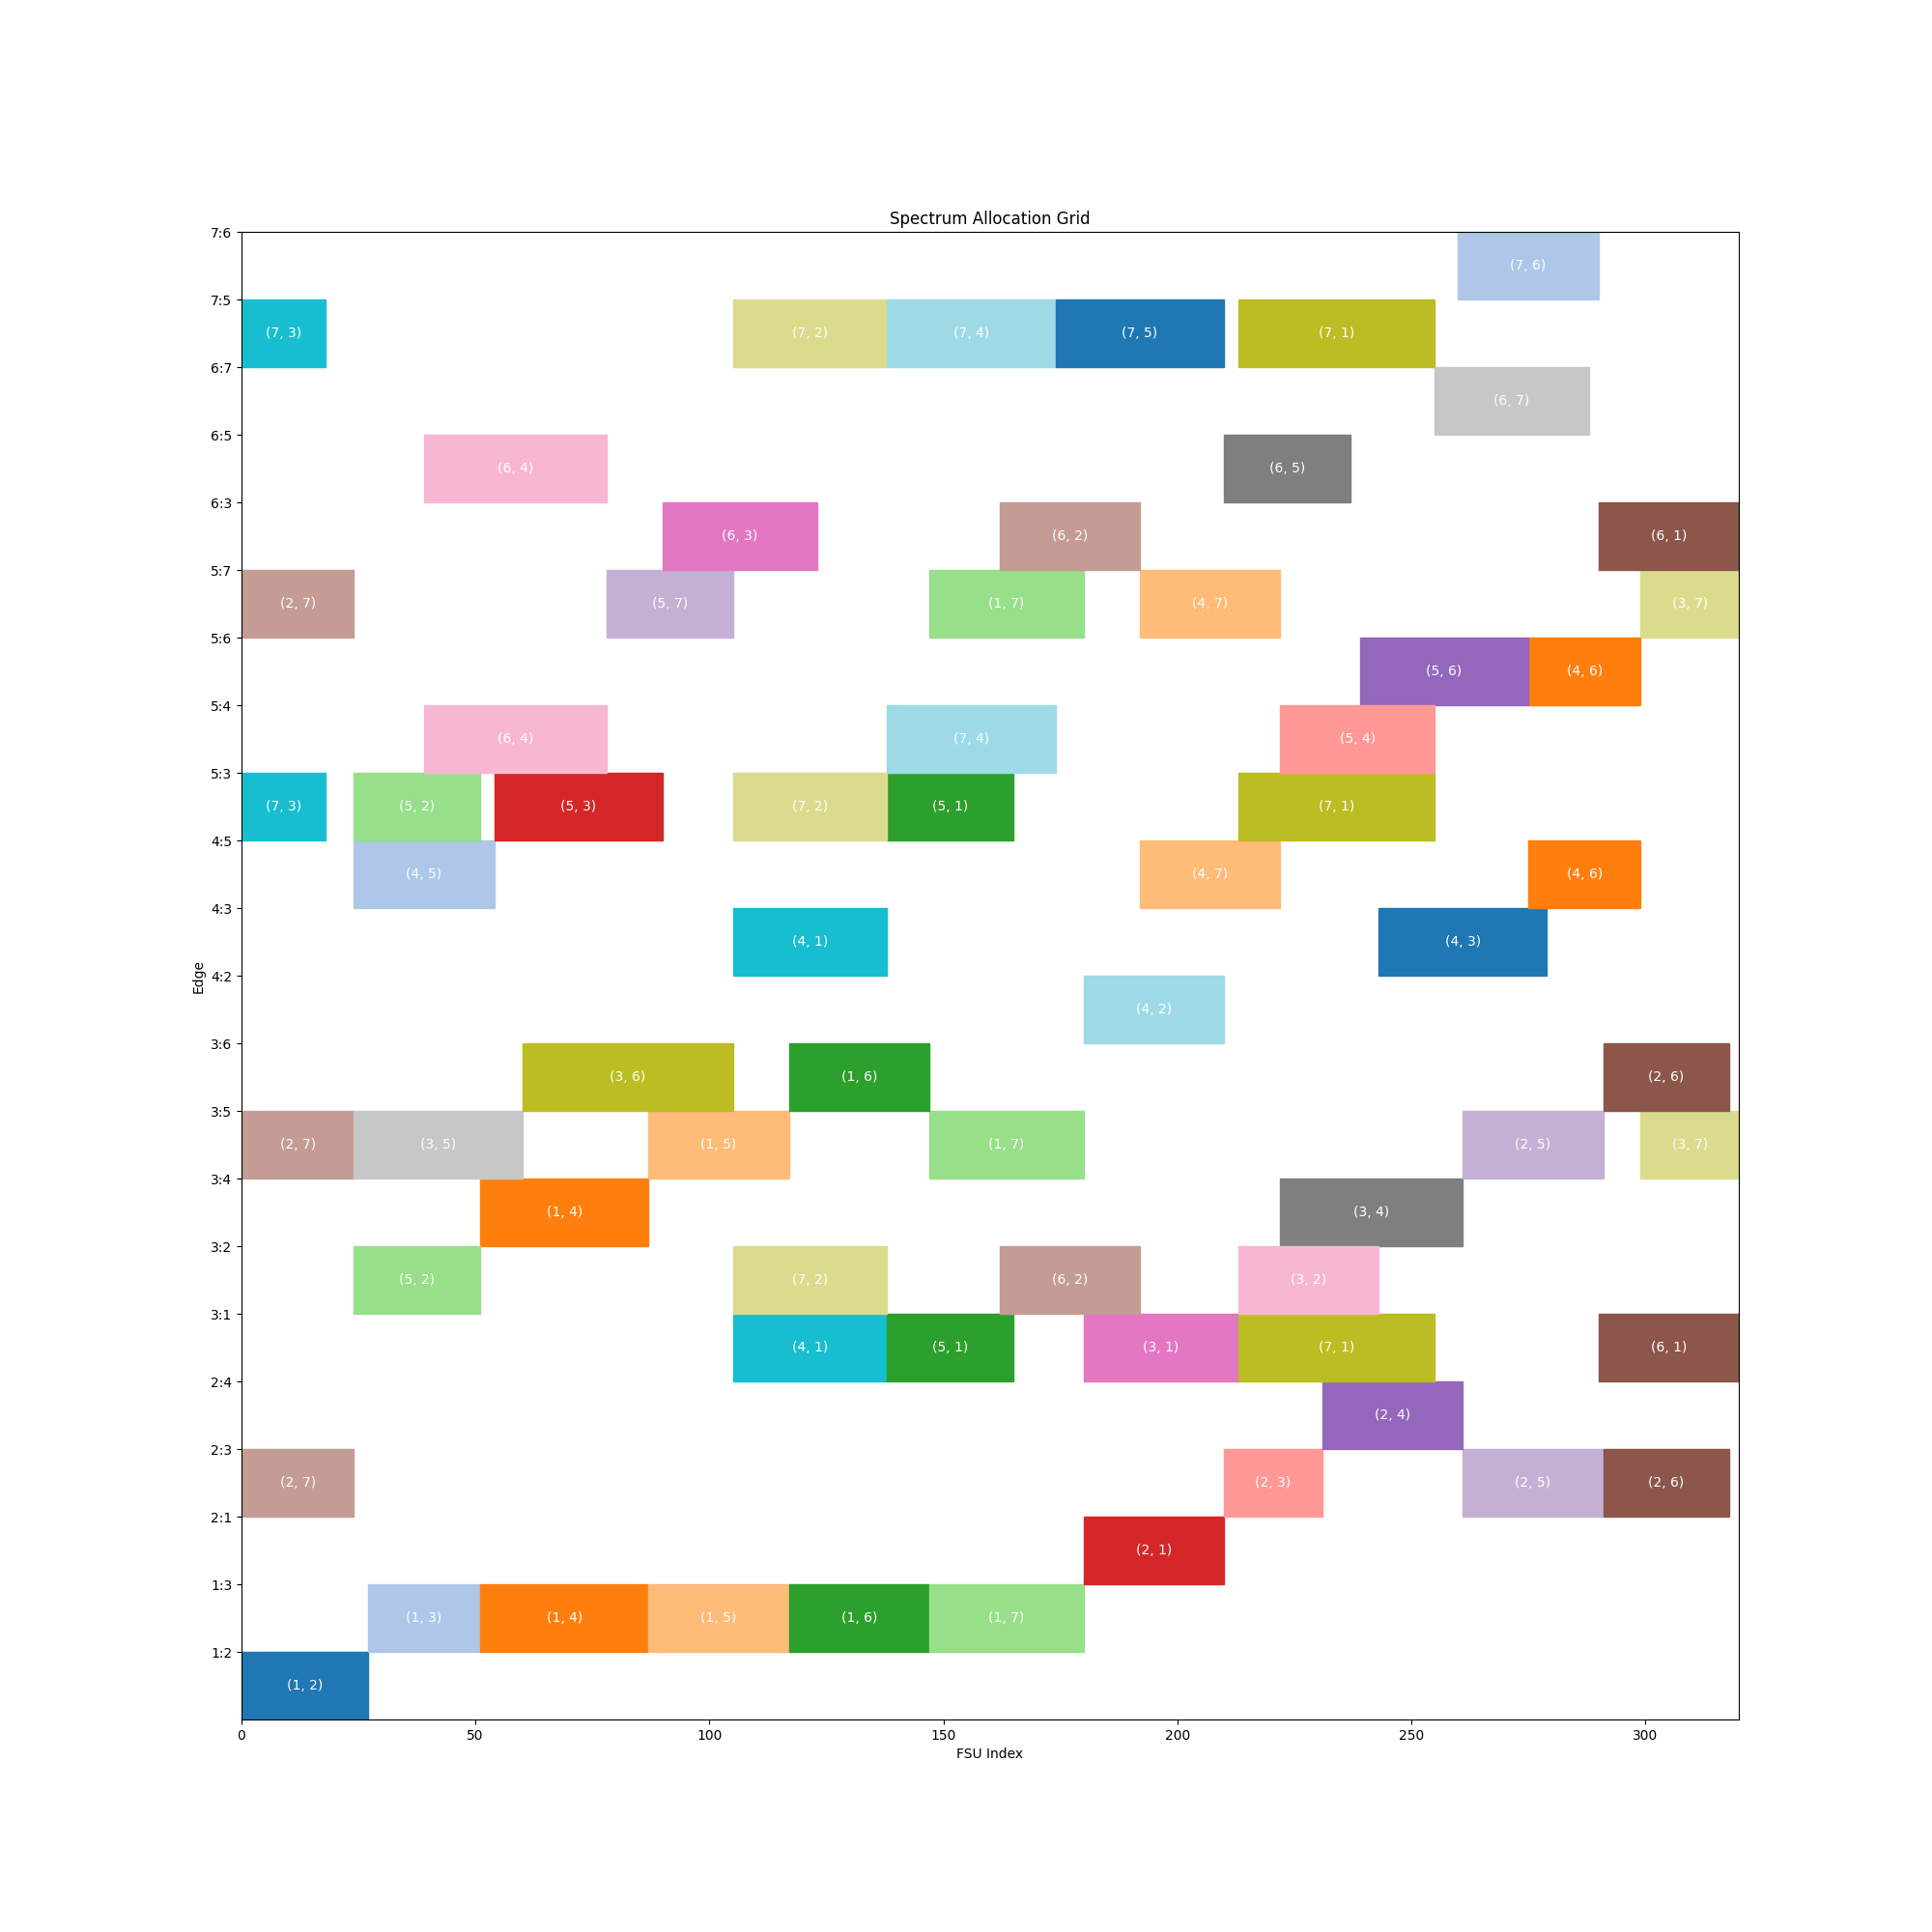 Spectrum Allocation Grid
7:6
(7, 6)
7:5
(7, 3) (7, 2) (7, 4) (7, 5) (7, 1)
6:7
(6, 7)
6:5
(6, 4) (6, 5)
6:3
(6, 3) (6, 2) (6, 1)
5:7
(2, 7) (5, 7) (1, 7) (4, 7) (3, 7)
5:6
(5, 6) (4, 6)
5:4
(6, 4) (7, 4) (5, 4)
5:3
(7, 3) (5, 2) (5, 3) (7, 2) (5, 1) (7, 1)
4:5
(4, 5) (4, 7) (4, 6)
4:3
(4, 1) (4, 3)
Edge
4:2
(4, 2)
3:6
(3, 6) (1, 6) (2, 6)
3:5
(2, 7) (3, 5) (1, 5) (1, 7) (2, 5) (3, 7)
3:4
(1, 4) (3, 4)
3:2
(5, 2) (7, 2) (6, 2) (3, 2)
3:1
(4, 1) (5, 1) (3, 1) (7, 1) (6, 1)
2:4
(2, 4)
2:3
(2, 7) (2, 3) (2, 5) (2, 6)
2:1
(2, 1)
1:3
(1, 3) (1, 4) (1, 5) (1, 6) (1, 7)
1:2
(1, 2)
0 50 100 150 200 250 300
FSU Index